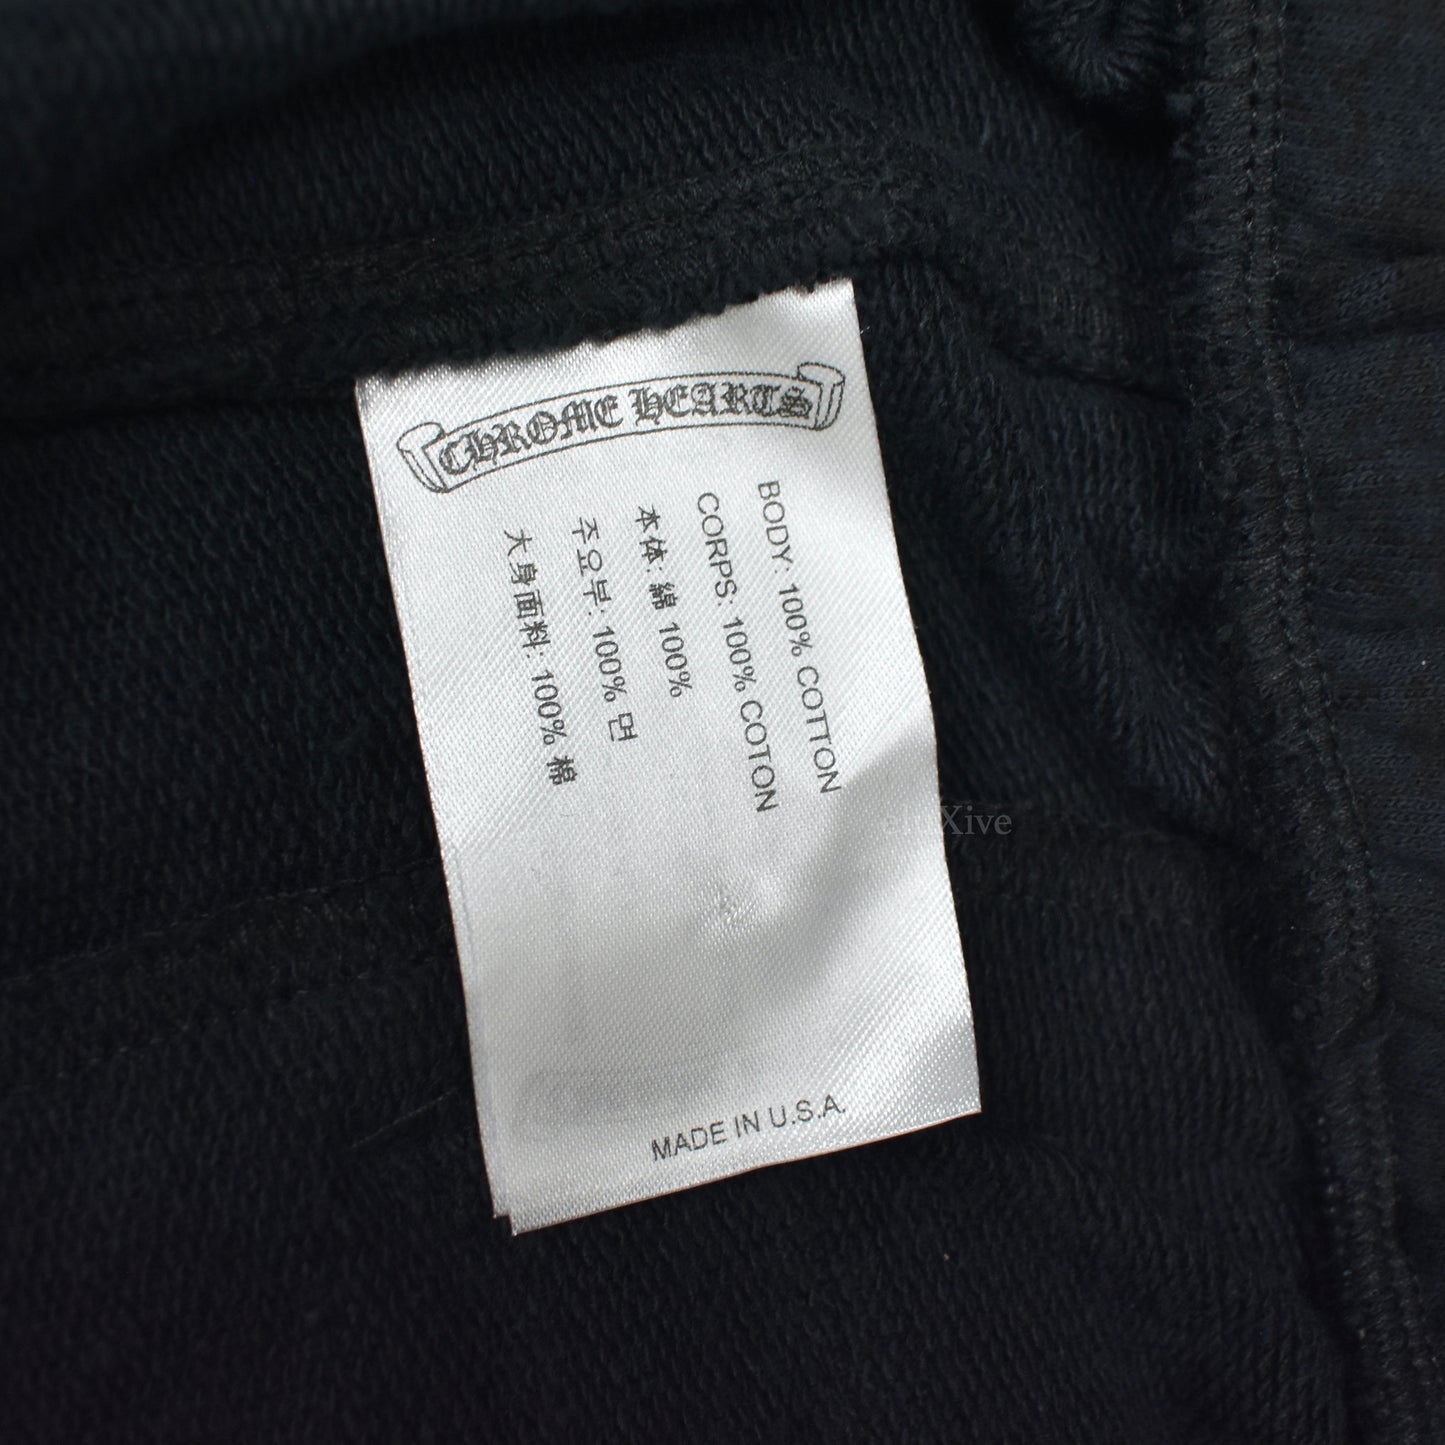 CHROME HEARTS
BODY: 100% COTTON
CORPS: 100% COTON
本体: 綿 100%
주요부: 100% 면
大身面料: 100% 棉
MADE IN U.S.A.